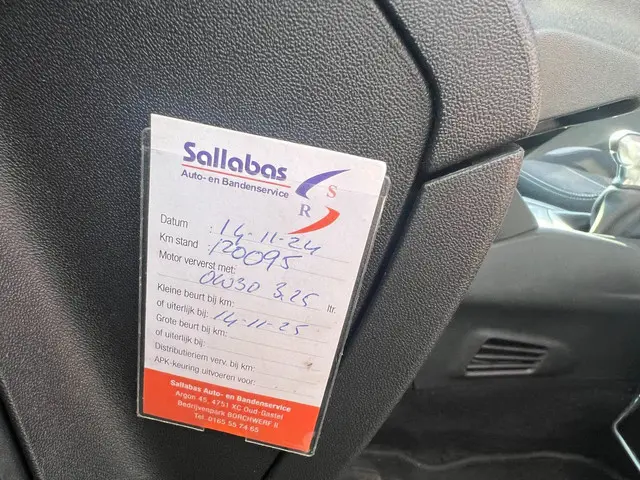 Sallabas
Auto- en Bandenservice
S
R
Datum : 14-11-24
Km stand : 120095
Motor ververst met:
0W30 3.25 ltr.
Kleine beurt bij km:
of uiterlijk bij: 14-11-25
Grote beurt bij km:
of uiterlijk bij:
Distributieriem verv. bij km:
APK-keuring uitvoeren voor:
Sallabas Auto- en Bandenservice
Argon 45, 4751 XC Oud-Gastel
Bedrijvenpark BORCHWERF II
Tel. 0165 55 74 65